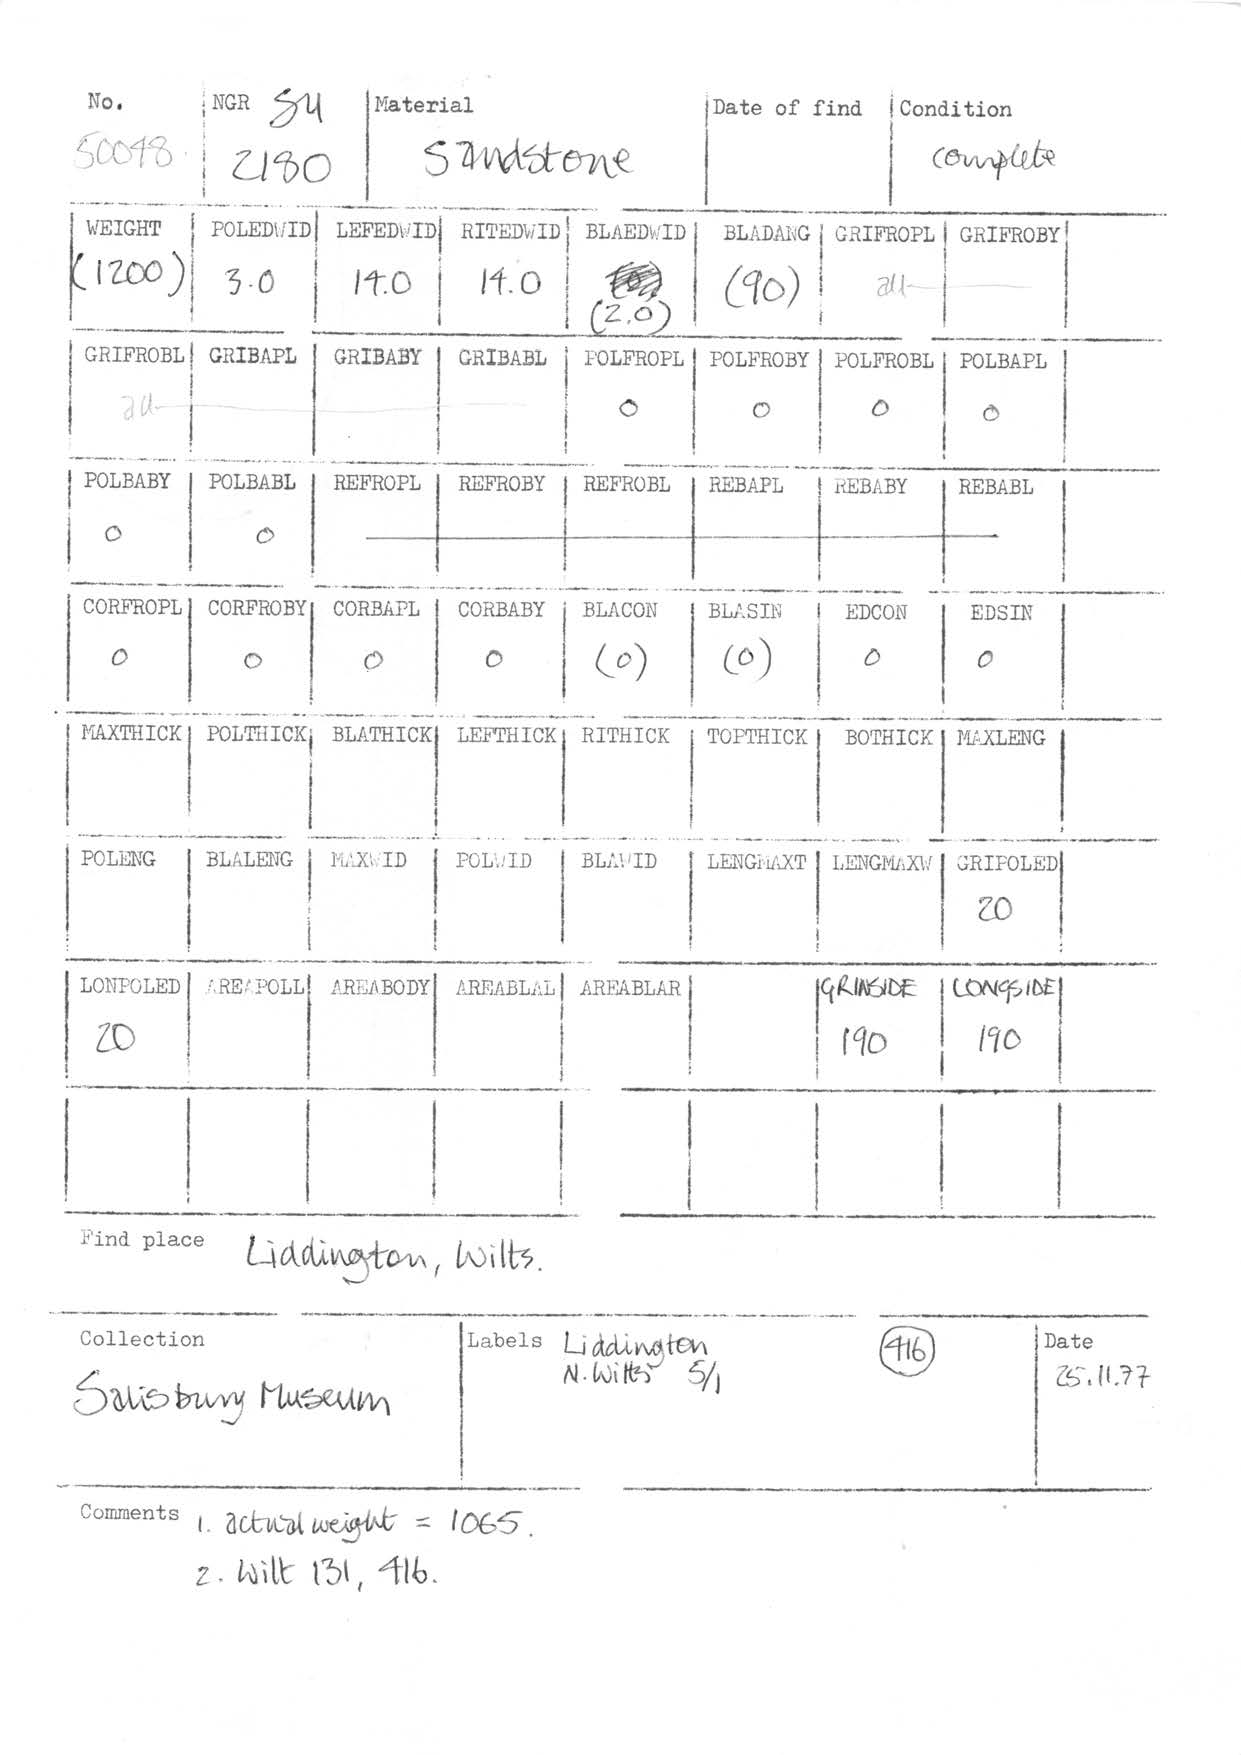 No. NGR SU Material Date of find Condition
50048 2180 Sandstone complete
WEIGHT POLEDWID LEFEDWID RITEDWID BLAEDWID BLADANG GRIFROPL GRIFROBY
(1200) 3.0 14.0 14.0 (2.0) (90) all
GRIFROBL GRIBAPL GRIBABY GRIBABL POLFROPL POLFROBY POLFROBL POLBAPL
all 0 0 0 0
POLBABY POLBABL REFROPL REFROBY REFROBL REBAPL REBABY REBABL
0 0
CORFROPL CORFROBY CORBAPL CORBABY BLACON BLASIN EDCON EDSIN
0 0 0 0 (0) (0) 0 0
MAXTHICK POLTHICK BLATHICK LEFTHICK RITHICK TOPTHICK BOTHICK MAXLENG
POLENG BLALENG MAXWID POLWID BLAWID LENGMAXT LENGMAXW GRIPOLED
20
LONPOLED AREAPOLL AREABODY AREABLAL AREABLAR GRINSIDE LONGSIDE
20 190 190
Find place Liddington, Wilts.
Collection Labels Liddington 416 Date
N. Wilts 5/1 25.11.77
Salisbury Museum
Comments 1. actual weight = 1065.
2. Wilt 131, 416.